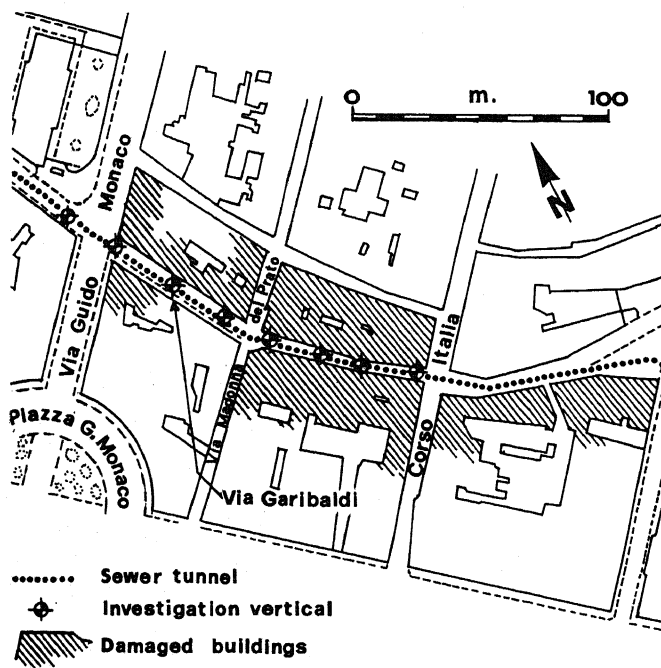 0 m. 100
N
Monaco
Via Guido
del Prato
Italia
Via Madonna
Piazza G. Monaco
Corso
Via Garibaldi
Sewer tunnel
Investigation vertical
Damaged buildings